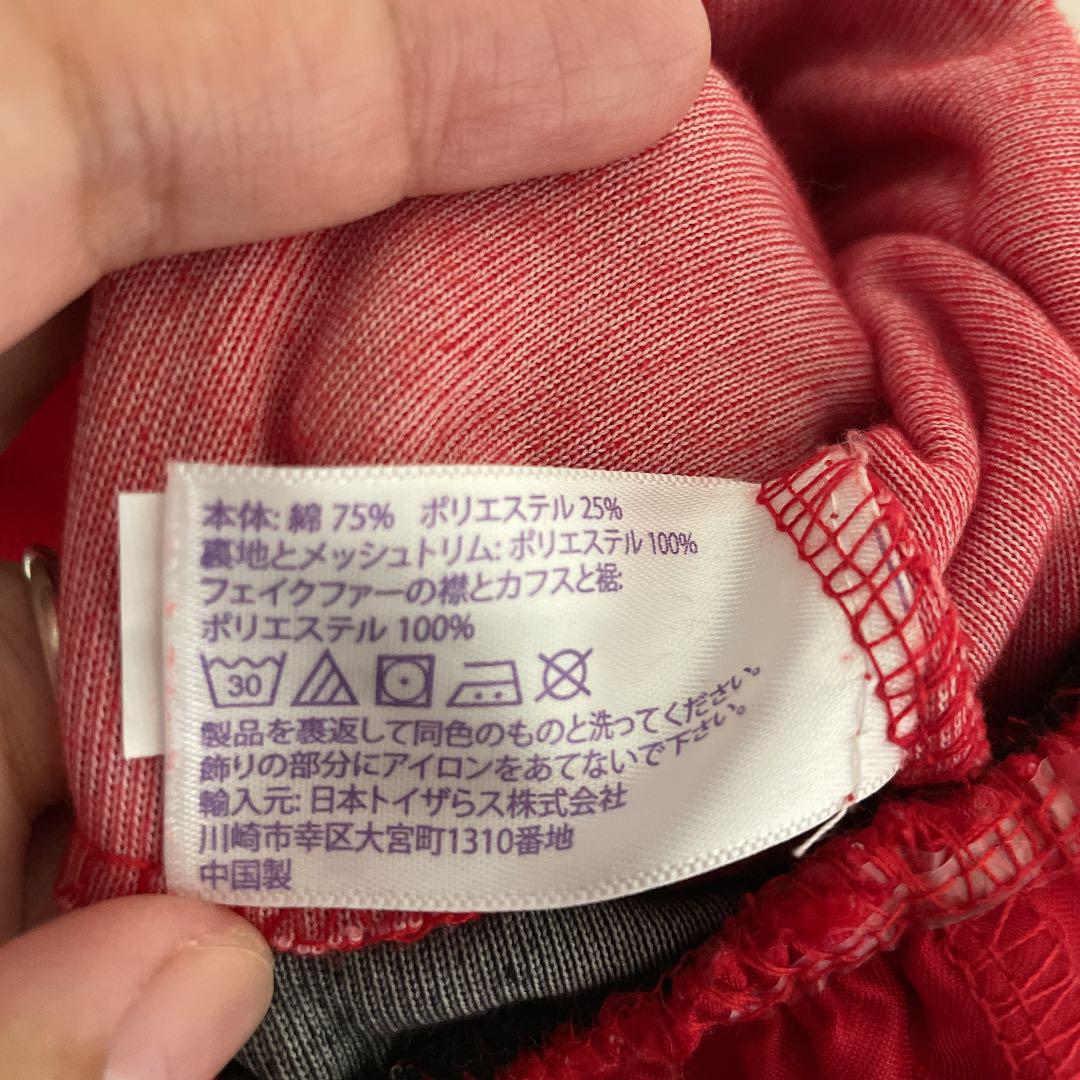 本体: 綿 75%　ポリエステル 25%
裏地とメッシュトリム: ポリエステル 100%
フェイクファーの襟とカフスと裾:
ポリエステル 100%
30
製品を裏返して同色のものと洗ってください。
飾りの部分にアイロンをあてないで下さい。
輸入元: 日本トイザらス株式会社
川崎市幸区大宮町1310番地
中国製